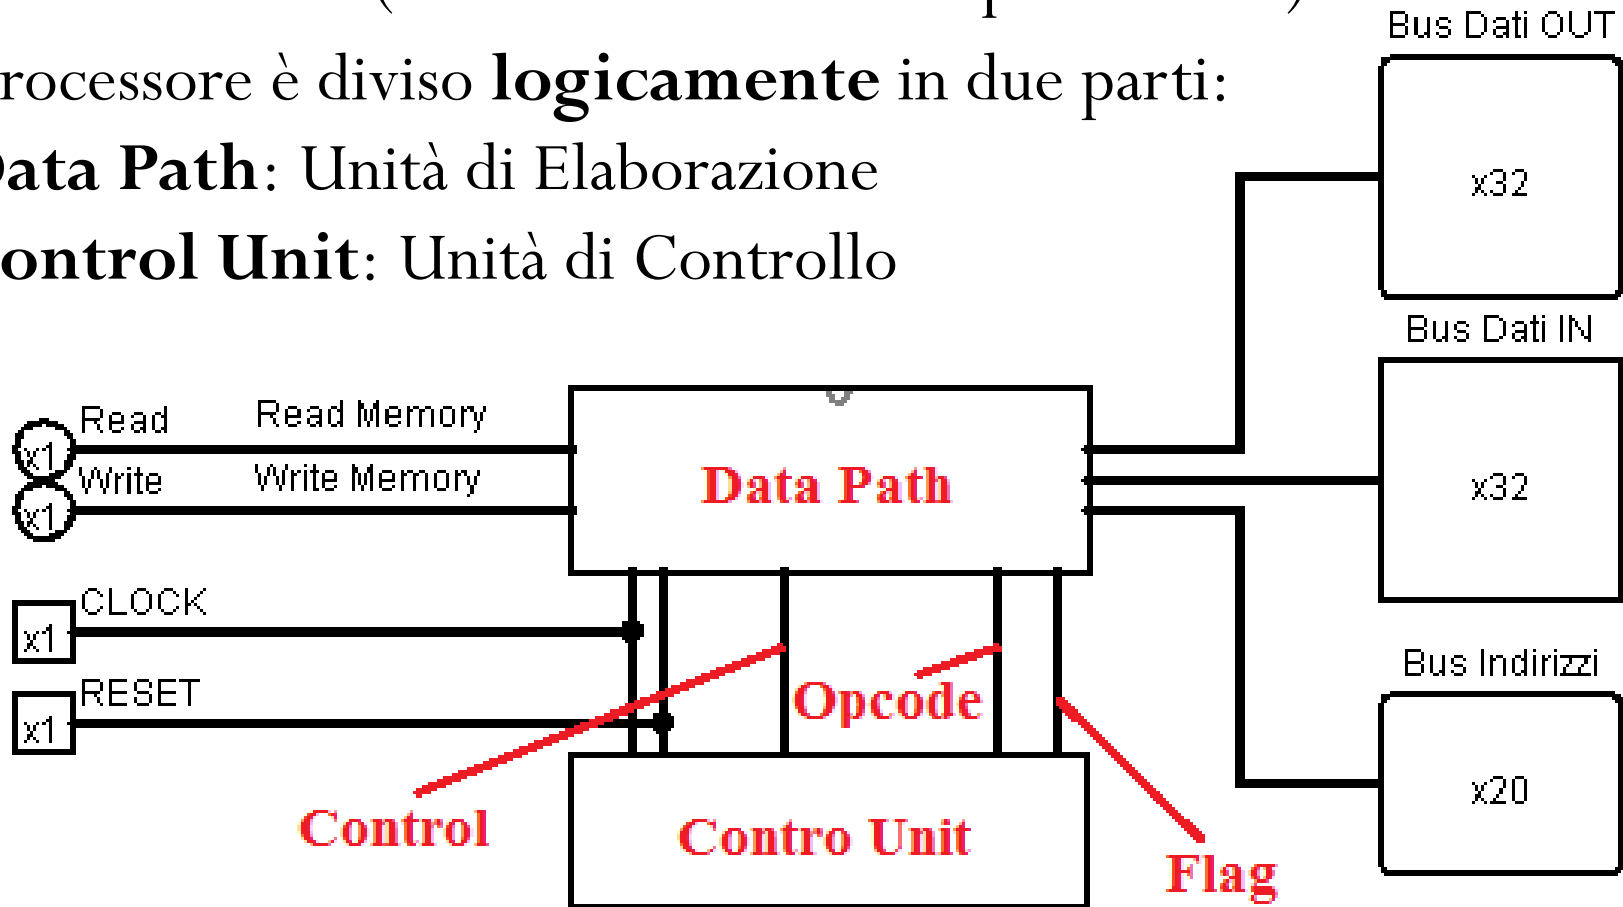 Bus Dati OUT
rocessore è diviso logicamente in due parti:
x32
ata Path: Unità di Elaborazione
ontrol Unit: Unità di Controllo
Bus Dati IN
Read
Read Memory
x1
Write
Write Memory
x1
Data Path
x32
CLOCK
x1
RESET
x1
Opcode
Bus Indirizzi
x20
Control
Contro Unit
Flag